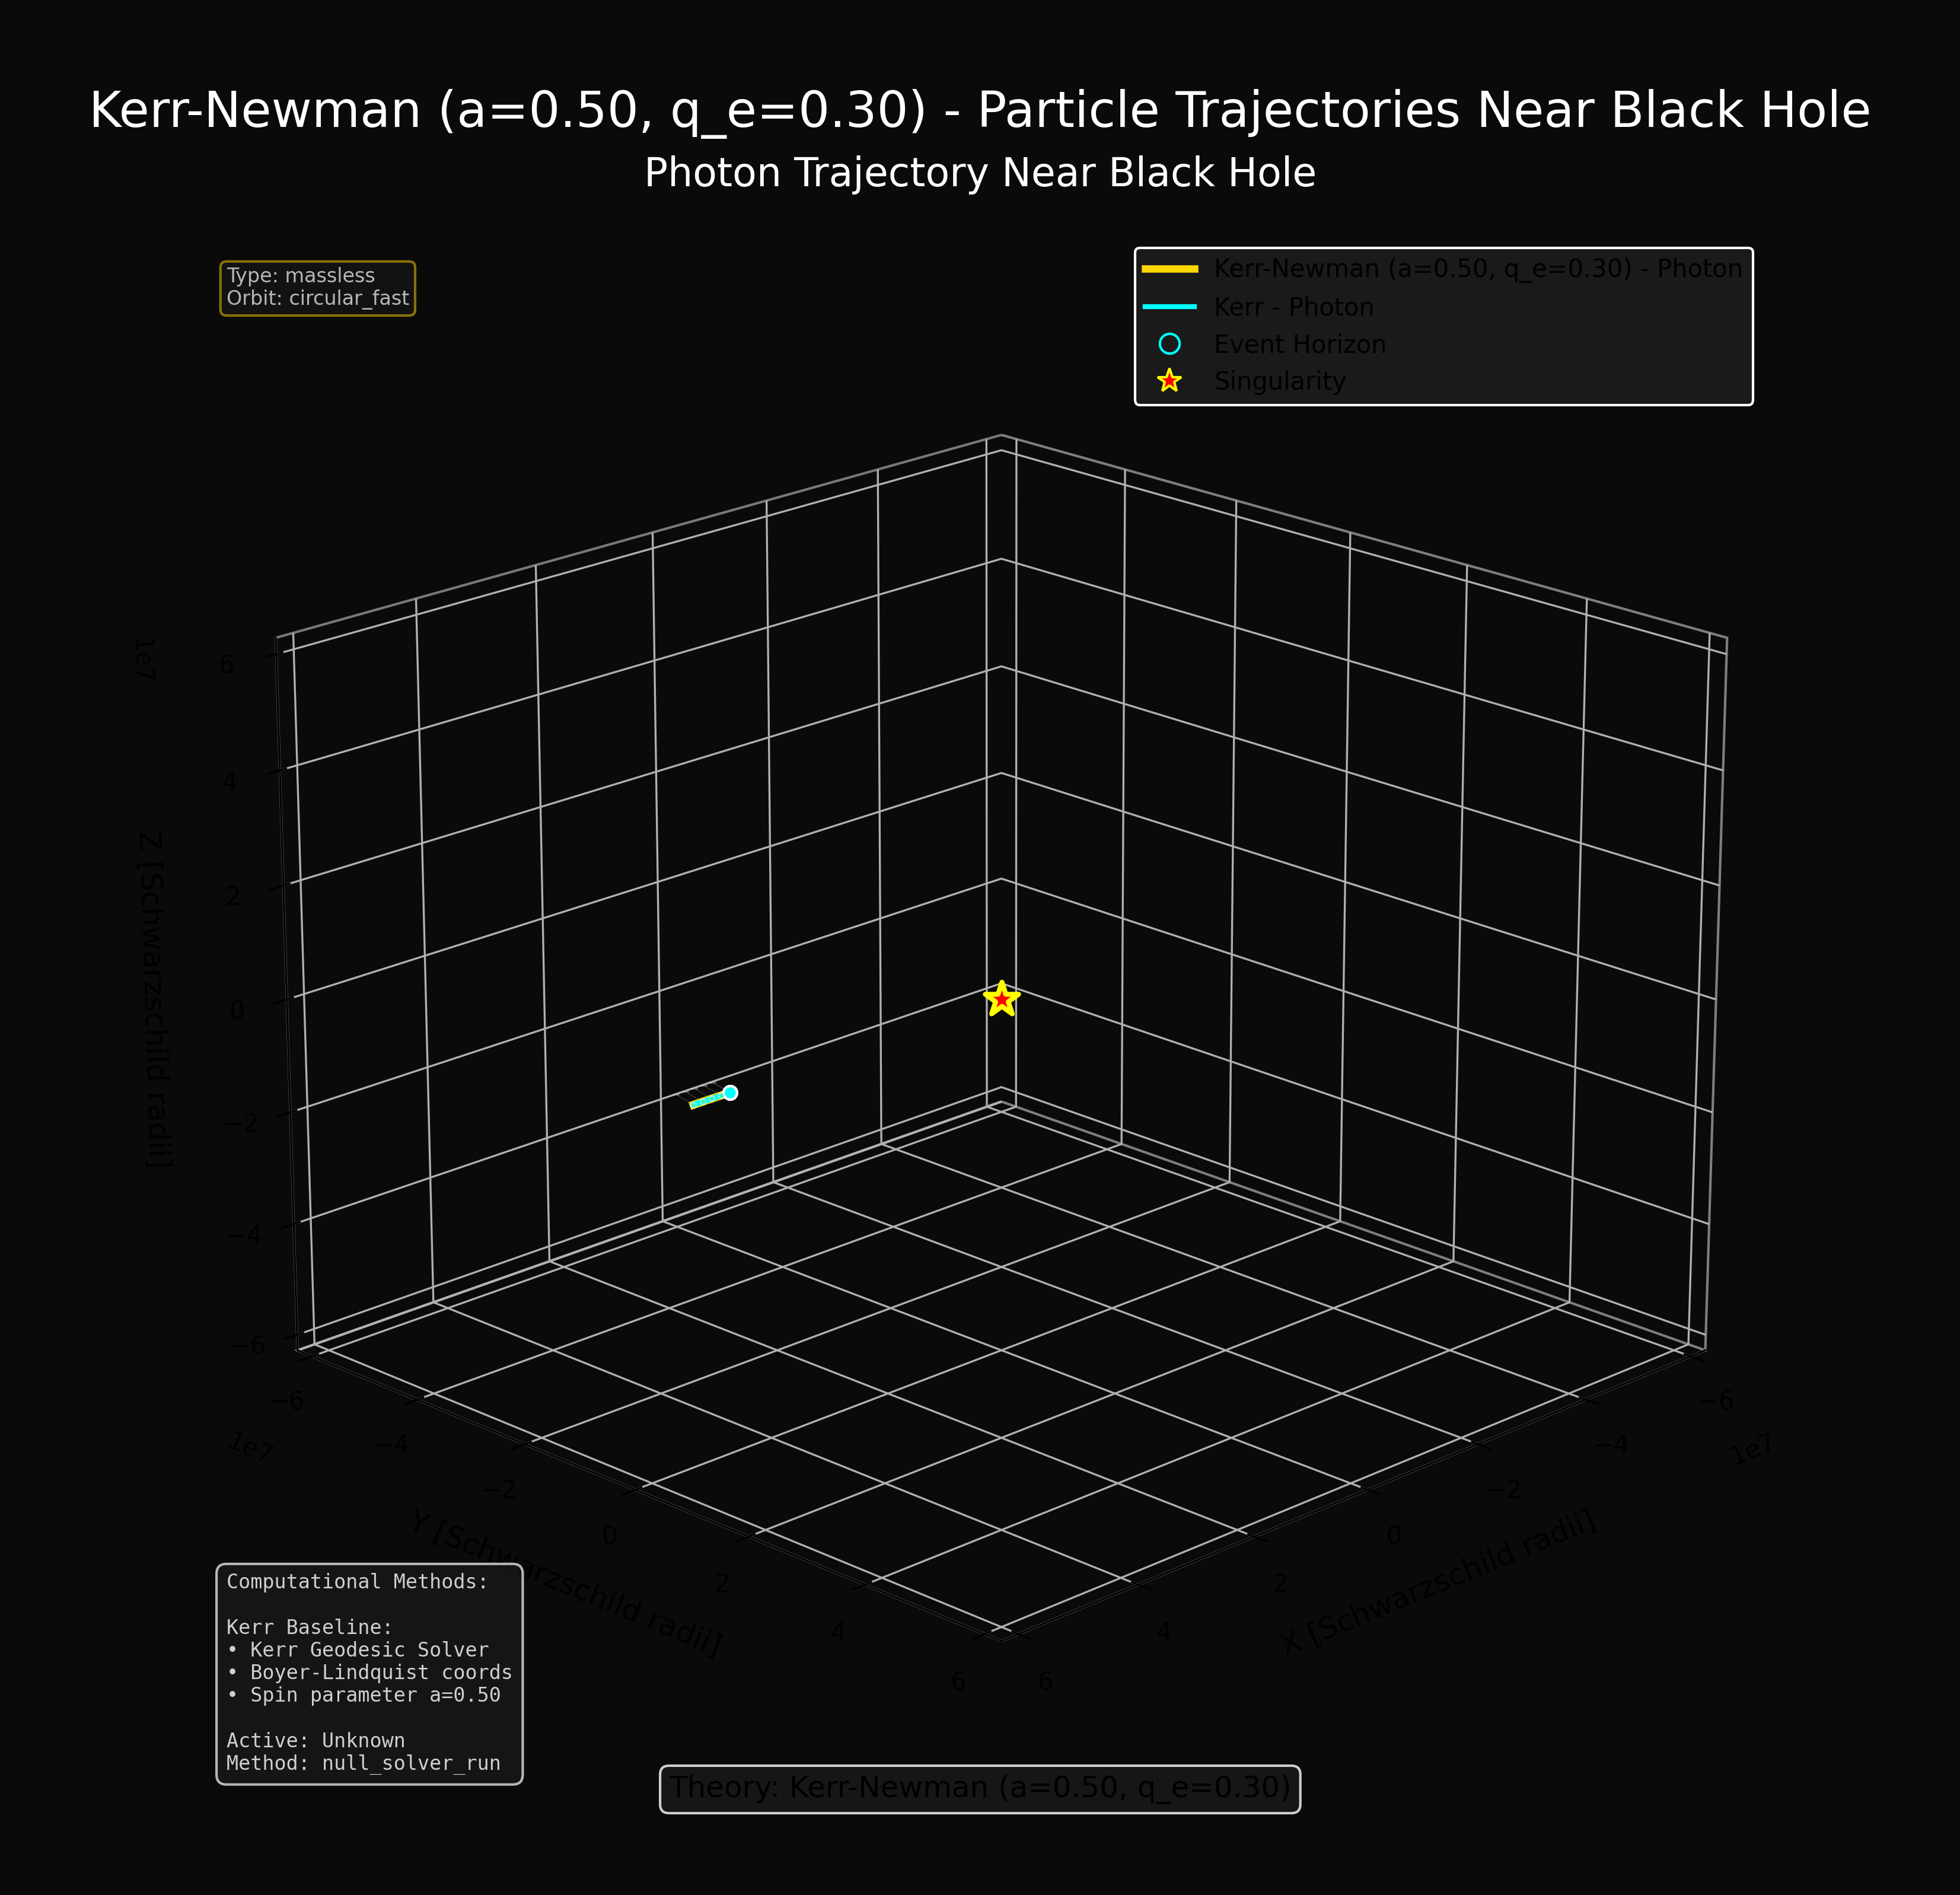 Kerr-Newman (a=0.50, q_e=0.30) - Particle Trajectories Near Black Hole
Photon Trajectory Near Black Hole
Type: massless
Orbit: circular_fast
Kerr-Newman (a=0.50, q_e=0.30) - Photon
Kerr - Photon
Event Horizon
Singularity
1e7
6
4
2
0
−2
−4
−6
Z [Schwarzschild radii]
−6
−4
−2
0
2
4
6
1e7
Y [Schwarzschild radii]
−6
−4
−2
0
2
4
6
1e7
X [Schwarzschild radii]
Computational Methods:
Kerr Baseline:
• Kerr Geodesic Solver
• Boyer-Lindquist coords
• Spin parameter a=0.50
Active: Unknown
Method: null_solver_run
Theory: Kerr-Newman (a=0.50, q_e=0.30)